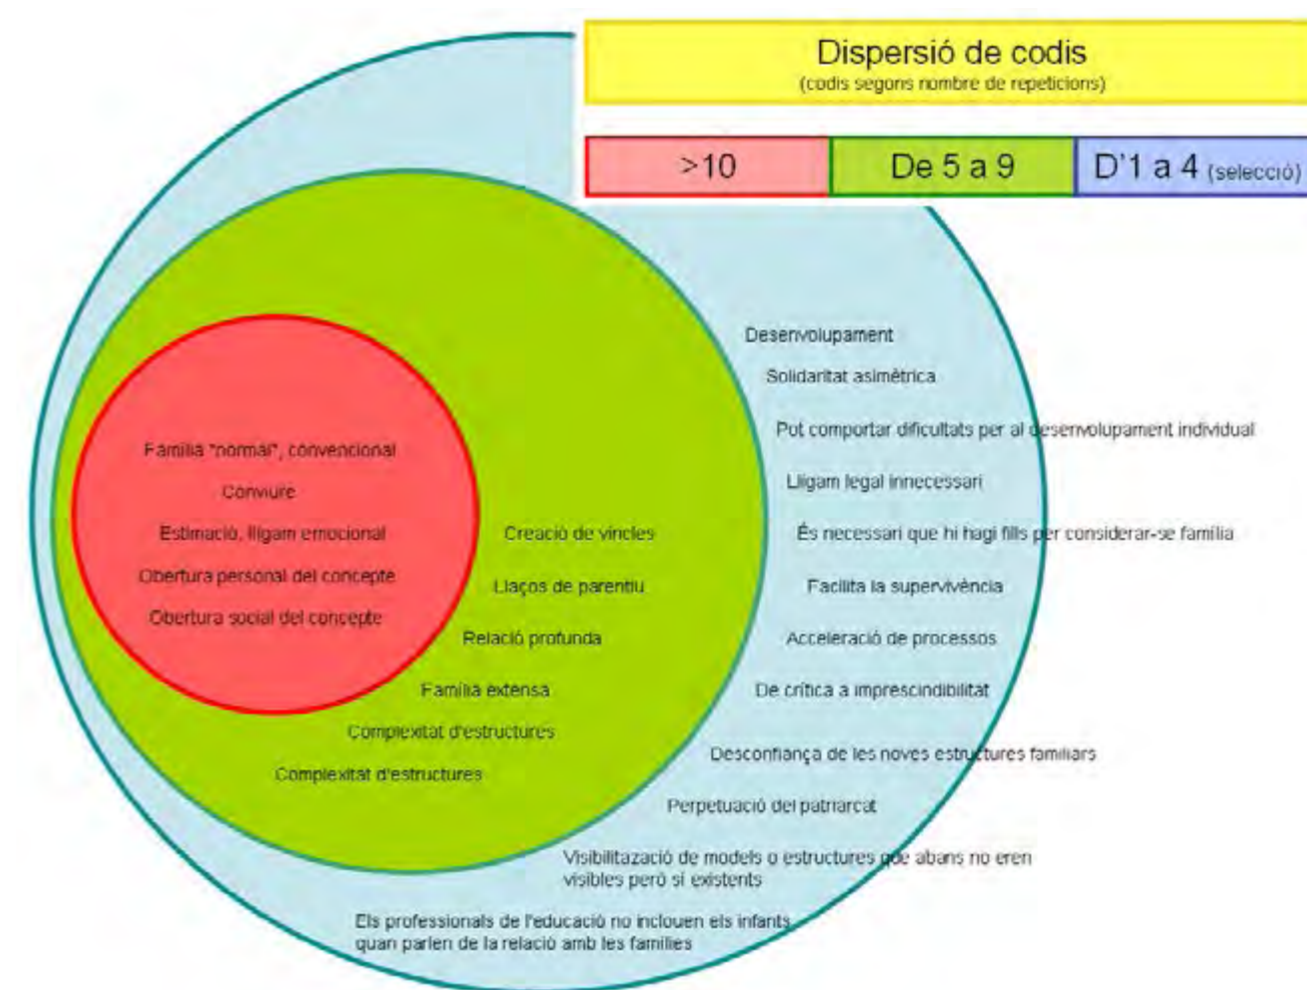 Dispersió de codis
(codis segons nombre de repeticions)
>10
De 5 a 9
D'1 a 4 (selecció)
Família "normal", convencional
Conviure
Estimació, lligam emocional
Obertura personal del concepte
Obertura social del concepte
Creació de vincles
Llaços de parentiu
Relació profunda
Família extensa
Complexitat d'estructures
Complexitat d'estructures
Desenvolupament
Solidaritat asimètrica
Pot comportar dificultats per al desenvolupament individual
Lligam legal innecessari
És necessari que hi hagi fills per considerar-se família
Facilita la supervivència
Acceleració de processos
De crítica a imprescindibilitat
Desconfiança de les noves estructures familiars
Perpetuació del patriarcat
Visibilització de models o estructures que abans no eren
visibles però sí existents
Els professionals de l'educació no inclouen els infants
quan parlen de la relació amb les famílies